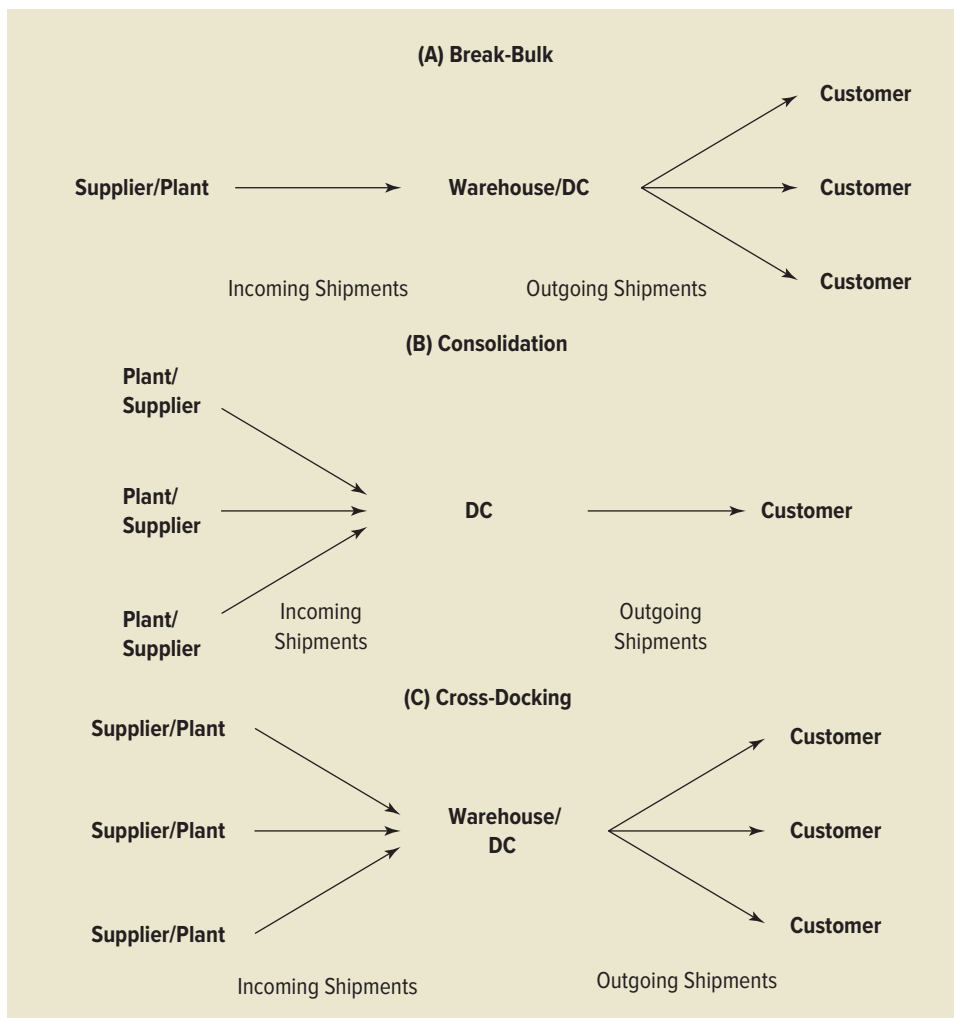 (A) Break-Bulk
Customer
Supplier/Plant
Warehouse/DC
Customer
Customer
Incoming Shipments
Outgoing Shipments
(B) Consolidation
Plant/
Supplier
Plant/
Supplier
DC
Customer
Plant/
Supplier
Incoming
Shipments
Outgoing
Shipments
(C) Cross-Docking
Supplier/Plant
Customer
Supplier/Plant
Warehouse/
DC
Customer
Supplier/Plant
Customer
Incoming Shipments
Outgoing Shipments